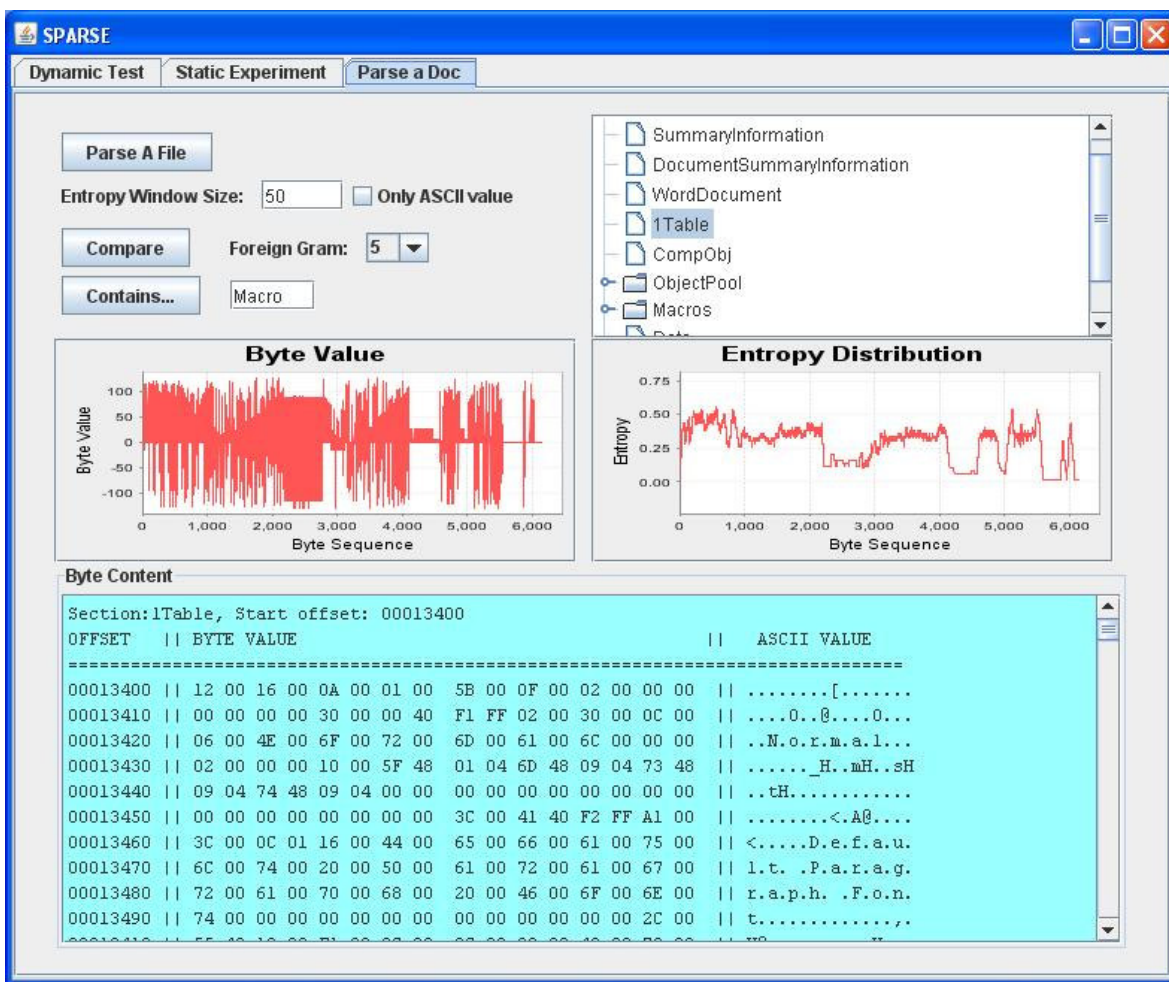 SPARSE
Dynamic Test Static Experiment Parse a Doc
Parse A File
Entropy Window Size: 50 Only ASCII value
Compare Foreign Gram: 5
Contains... Macro
SummaryInformation
DocumentSummaryInformation
WordDocument
1Table
CompObj
ObjectPool
Macros
Byte Value
Byte Value
100
50
0
-50
-100
0 1,000 2,000 3,000 4,000 5,000 6,000
Byte Sequence
Entropy Distribution
Entropy
0.75
0.50
0.25
0.00
0 1,000 2,000 3,000 4,000 5,000 6,000
Byte Sequence
Byte Content
Section:1Table, Start offset: 00013400
OFFSET || BYTE VALUE || ASCII VALUE
================================================================================
00013400 || 12 00 16 00 0A 00 01 00 5B 00 0F 00 02 00 00 00 || ........[.......
00013410 || 00 00 00 00 30 00 00 40 F1 FF 02 00 30 00 0C 00 || ....0..@....0...
00013420 || 06 00 4E 00 6F 00 72 00 6D 00 61 00 6C 00 00 00 || ..N.o.r.m.a.l...
00013430 || 02 00 00 00 10 00 5F 48 01 04 6D 48 09 04 73 48 || ......_H..mH..sH
00013440 || 09 04 74 48 09 04 00 00 00 00 00 00 00 00 00 00 || ..tH............
00013450 || 00 00 00 00 00 00 00 00 3C 00 41 40 F2 FF A1 00 || ........<.A@....
00013460 || 3C 00 0C 01 16 00 44 00 65 00 66 00 61 00 75 00 || <.....D.e.f.a.u.
00013470 || 6C 00 74 00 20 00 50 00 61 00 72 00 61 00 67 00 || l.t. .P.a.r.a.g.
00013480 || 72 00 61 00 70 00 68 00 20 00 46 00 6F 00 6E 00 || r.a.p.h. .F.o.n.
00013490 || 74 00 00 00 00 00 00 00 00 00 00 00 00 00 2C 00 || t.............,.